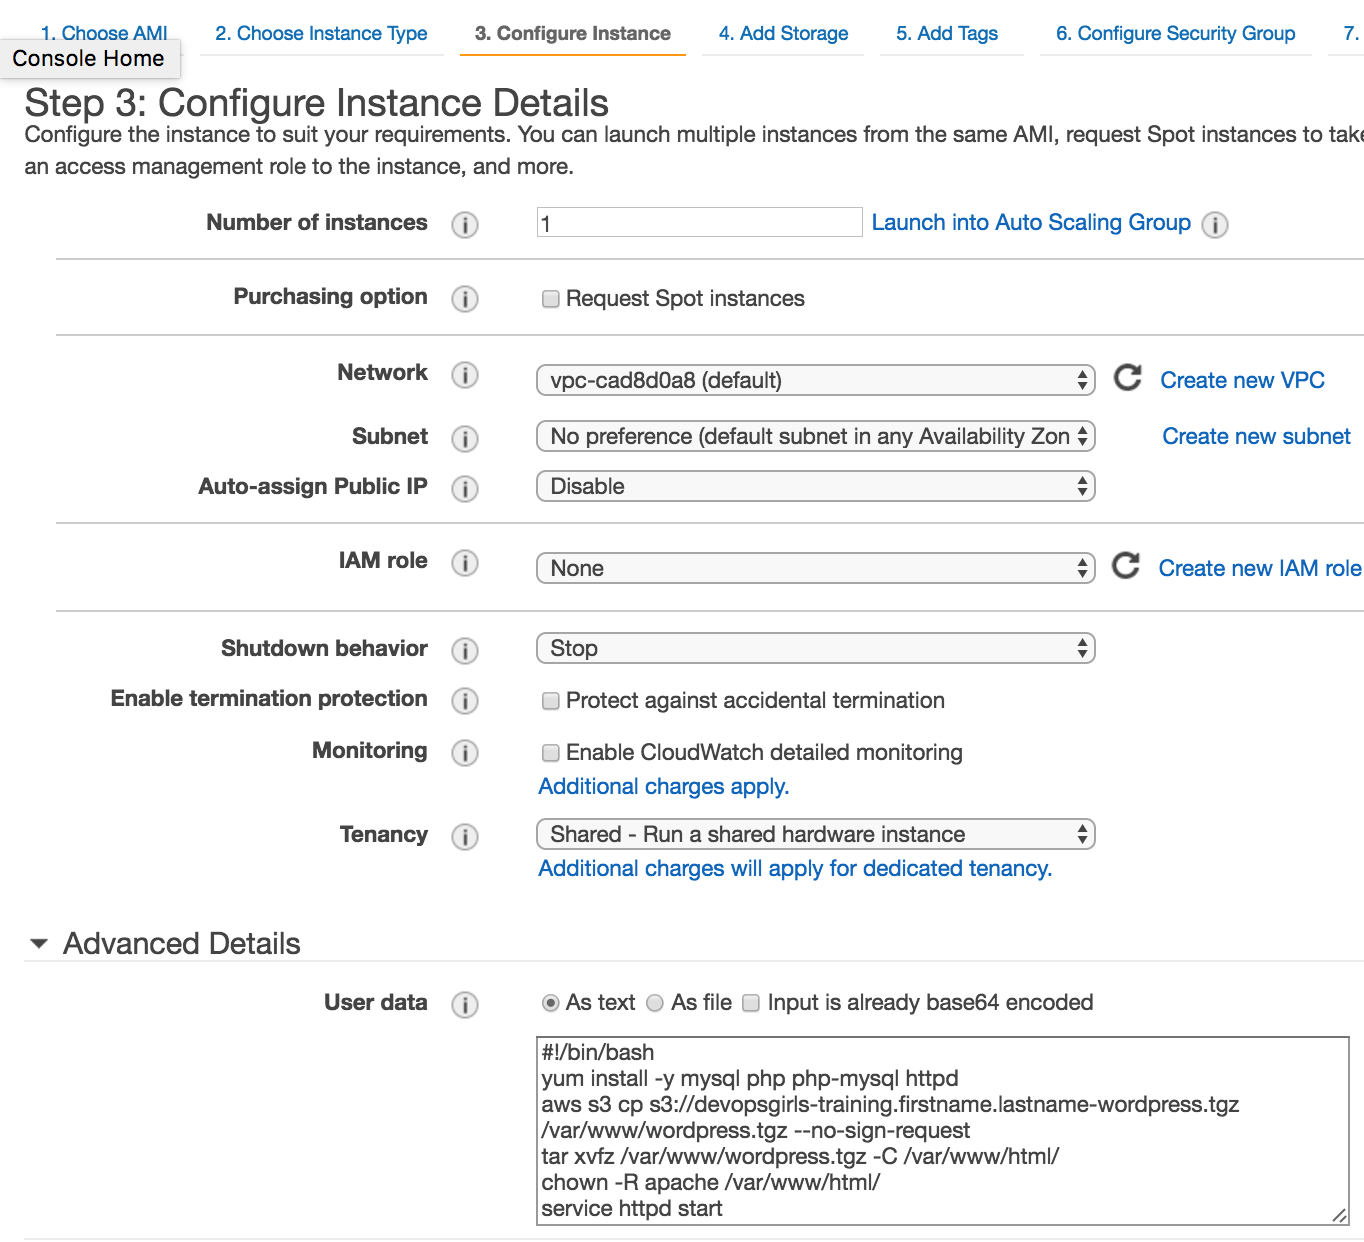 1. Choose AMI
2. Choose Instance Type
3. Configure Instance
4. Add Storage
5. Add Tags
6. Configure Security Group
7.
Console Home
Step 3: Configure Instance Details
Configure the instance to suit your requirements. You can launch multiple instances from the same AMI, request Spot instances to take
an access management role to the instance, and more.
Number of instances
1
Launch into Auto Scaling Group
Purchasing option
Request Spot instances
Network
vpc-cad8d0a8 (default)
Create new VPC
Subnet
No preference (default subnet in any Availability Zon
Create new subnet
Auto-assign Public IP
Disable
IAM role
None
Create new IAM role
Shutdown behavior
Stop
Enable termination protection
Protect against accidental termination
Monitoring
Enable CloudWatch detailed monitoring
Additional charges apply.
Tenancy
Shared - Run a shared hardware instance
Additional charges will apply for dedicated tenancy.
Advanced Details
User data
As text
As file
Input is already base64 encoded
#!/bin/bash
yum install -y mysql php php-mysql httpd
aws s3 cp s3://devopsgirls-training.firstname.lastname-wordpress.tgz
/var/www/wordpress.tgz --no-sign-request
tar xvfz /var/www/wordpress.tgz -C /var/www/html/
chown -R apache /var/www/html/
service httpd start